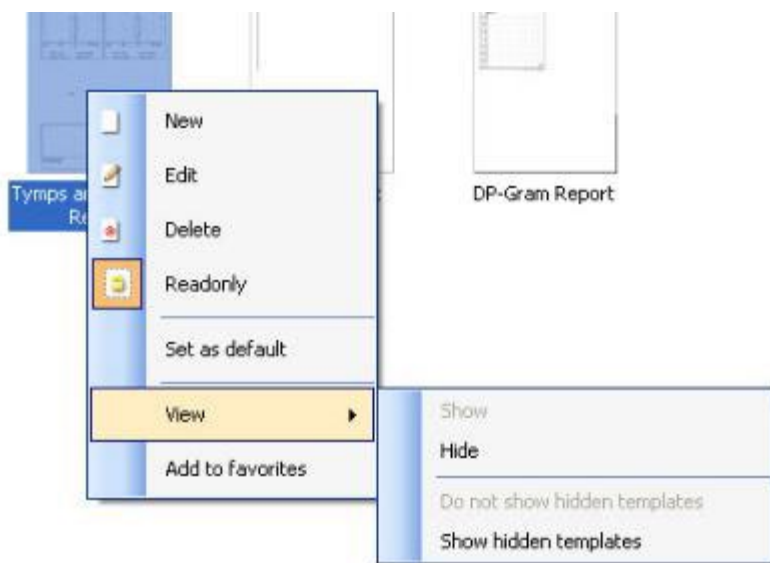 Tymps a
Re
DP-Gram Report
New
Edit
Delete
Readonly
Set as default
View
Add to favorites
Show
Hide
Do not show hidden templates
Show hidden templates